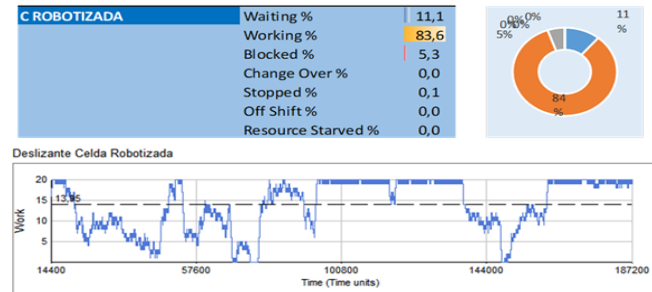 C ROBOTIZADA
Waiting % 11,1
Working % 83,6
Blocked % 5,3
Change Over % 0,0
Stopped % 0,1
Off Shift % 0,0
Resource Starved % 0,0
0% 0% 0%
5%
11
%
84
%
Deslizante Celda Robotizada
Work
20
15
10
5
13,95
14400 57600 100800 144000 187200
Time (Time units)